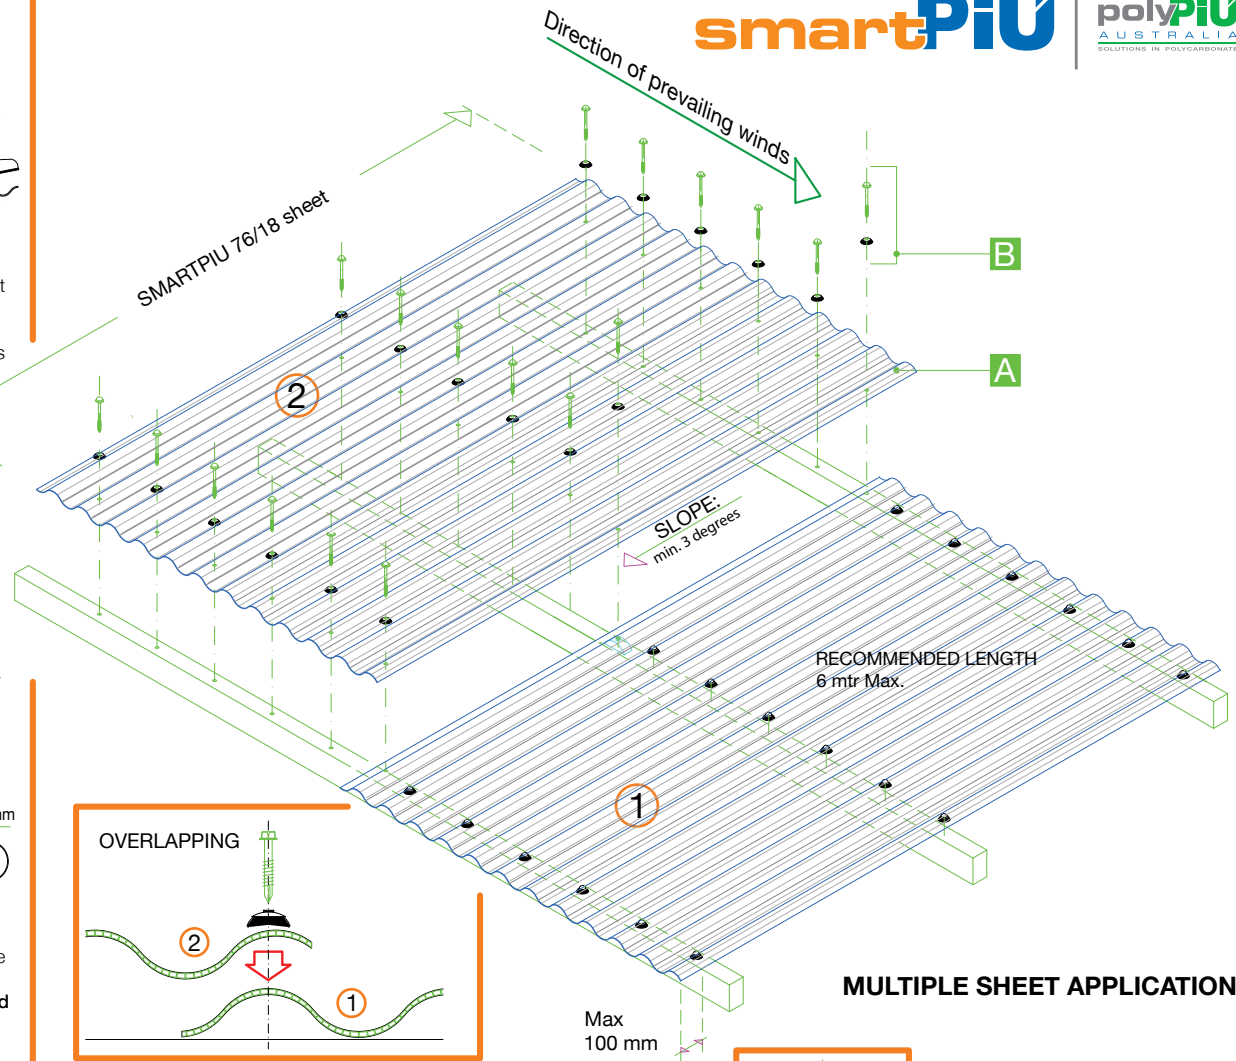 smartPiU
polyPiU
AUSTRALIA
SOLUTIONS IN POLYCARBONATE
Direction of prevailing winds
SMARTPIU 76/18 sheet
B
A
2
SLOPE:
min. 3 degrees
RECOMMENDED LENGTH
6 mtr Max.
1
OVERLAPPING
2
1
MULTIPLE SHEET APPLICATION
Max
100 mm